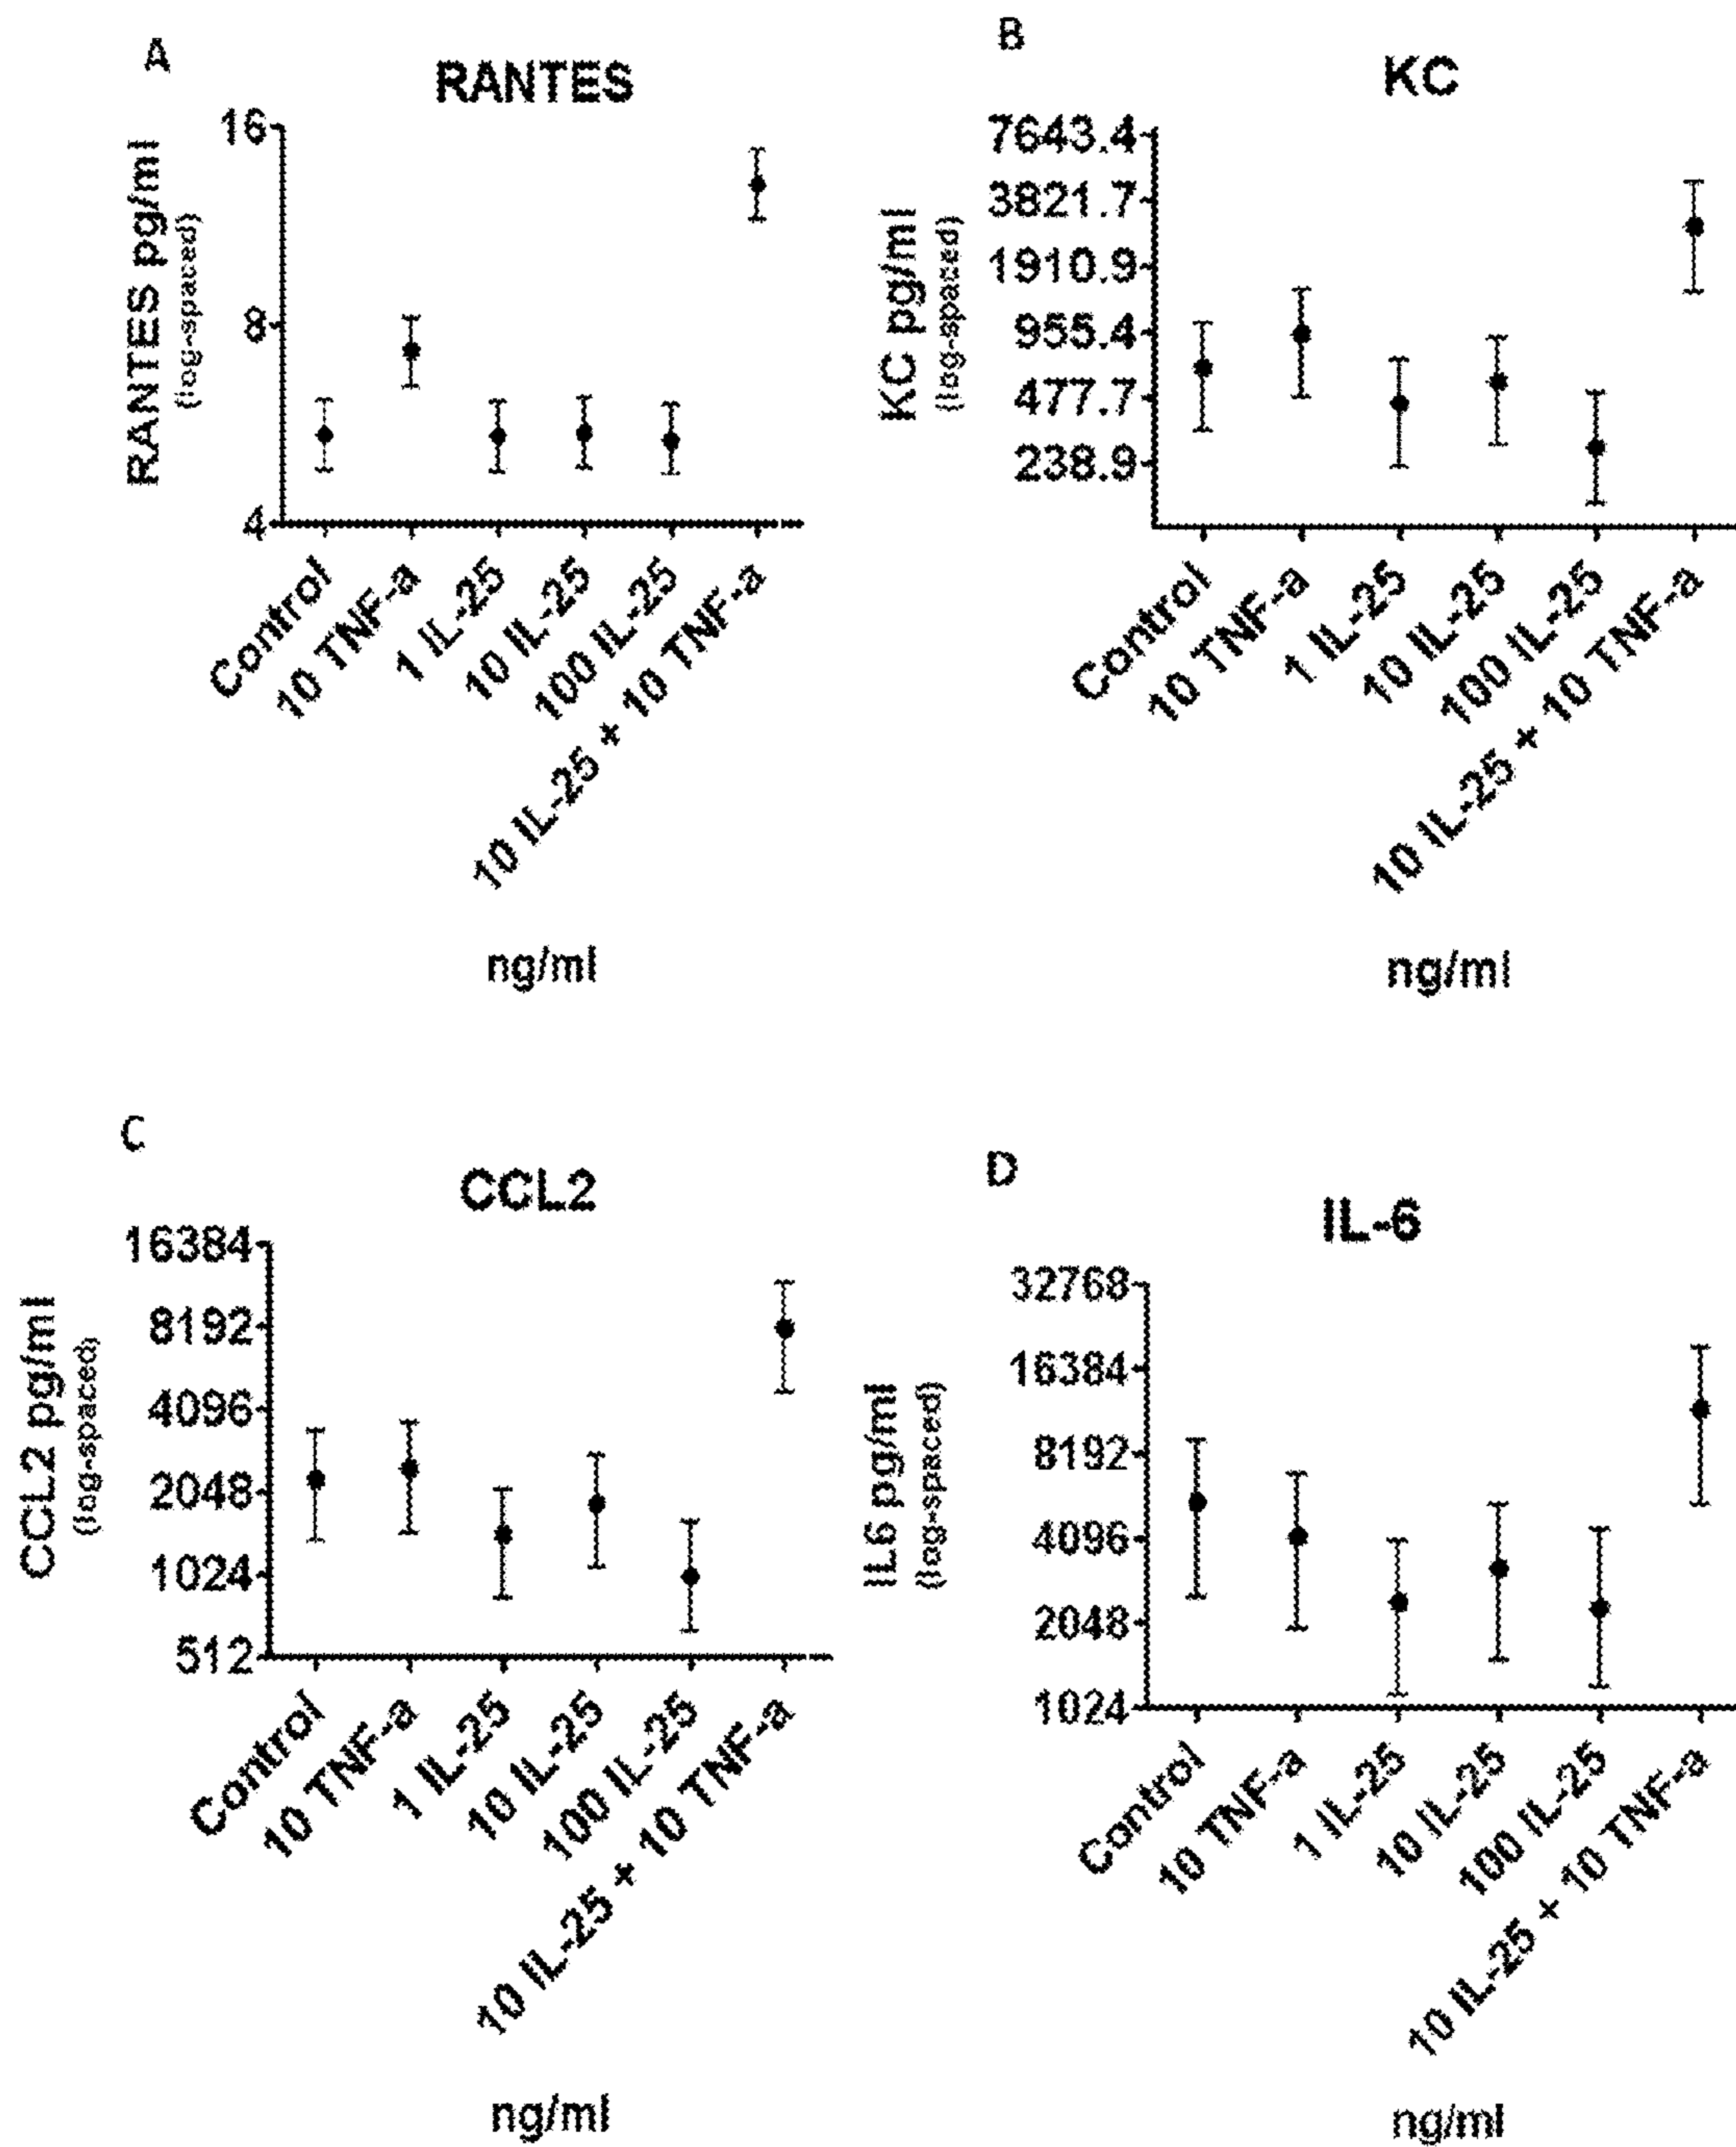 A
RANTES
RANTES pg/ml
(log-spaced)
16
8
4
Control
10 TNF-a
1 IL-25
10 IL-25
100 IL-25
10 IL-25 + 10 TNF-a
ng/ml
B
KC
KC pg/ml
(log-spaced)
7643.4
3821.7
1910.9
955.4
477.7
238.9
Control
10 TNF-a
1 IL-25
10 IL-25
100 IL-25
10 IL-25 + 10 TNF-a
ng/ml
C
CCL2
CCL2 pg/ml
(log-spaced)
16384
8192
4096
2048
1024
512
Control
10 TNF-a
1 IL-25
10 IL-25
100 IL-25
10 IL-25 + 10 TNF-a
ng/ml
D
IL-6
IL6 pg/ml
(log-spaced)
32768
16384
8192
4096
2048
1024
Control
10 TNF-a
1 IL-25
10 IL-25
100 IL-25
10 IL-25 + 10 TNF-a
ng/ml